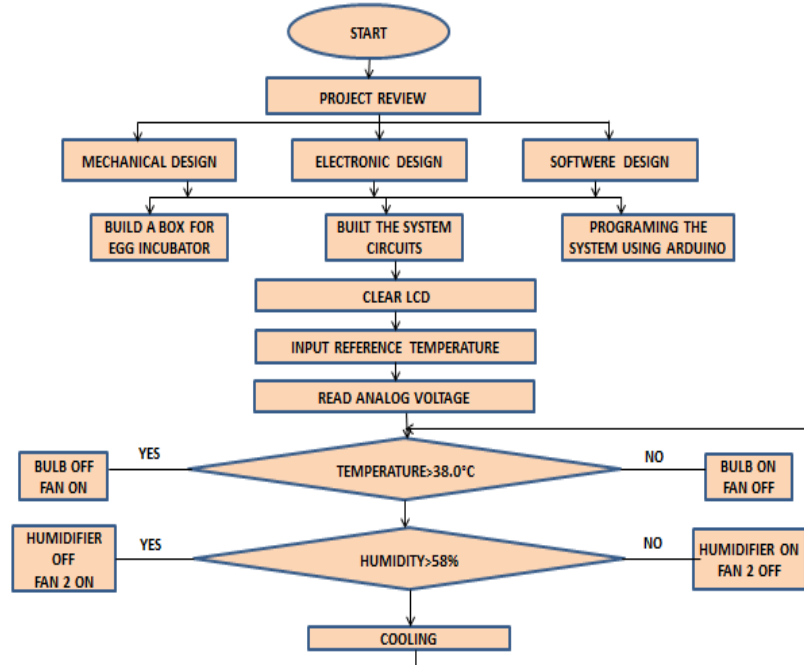 START
PROJECT REVIEW
MECHANICAL DESIGN
ELECTRONIC DESIGN
SOFTWERE DESIGN
BUILD A BOX FOR
EGG INCUBATOR
BUILT THE SYSTEM
CIRCUITS
PROGRAMING THE
SYSTEM USING ARDUINO
CLEAR LCD
INPUT REFERENCE TEMPERATURE
READ ANALOG VOLTAGE
YES
BULB OFF
FAN ON
TEMPERATURE>38.0°C
NO
BULB ON
FAN OFF
HUMIDIFIER
OFF
FAN 2 ON
YES
HUMIDITY>58%
NO
HUMIDIFIER ON
FAN 2 OFF
COOLING